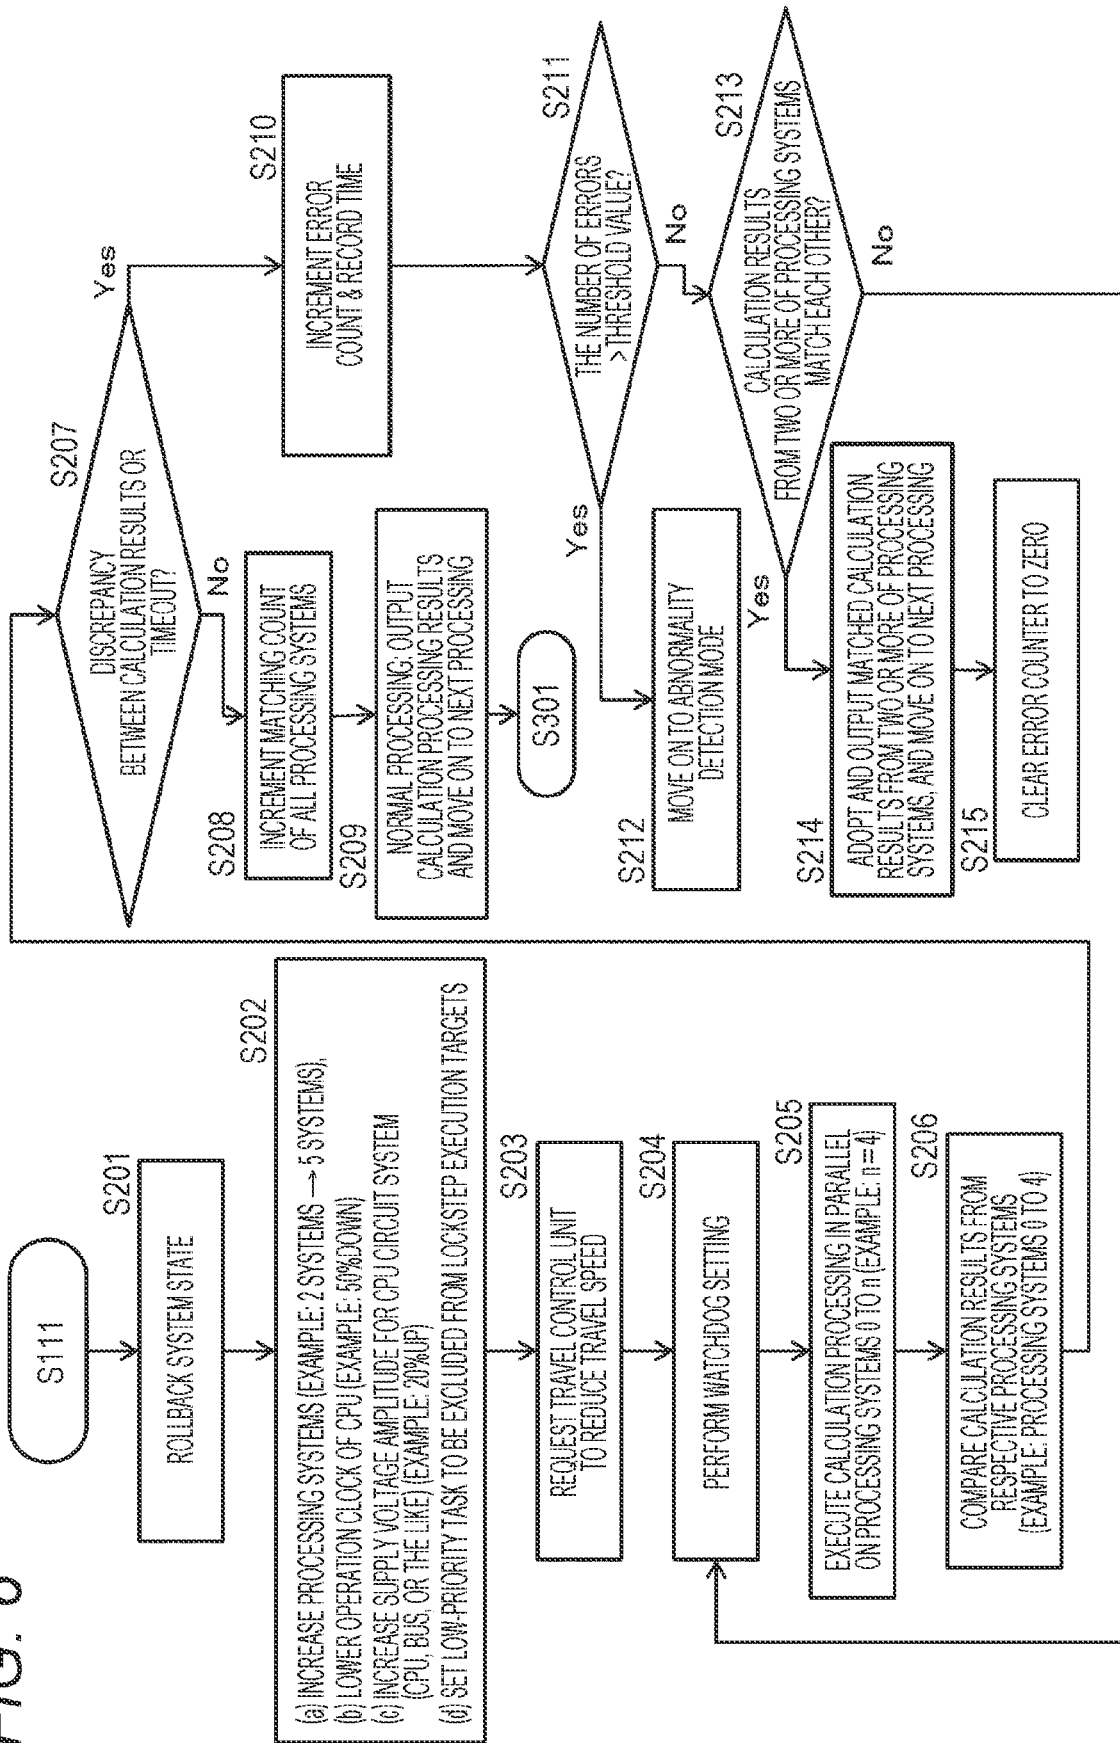 FIG. 8
S111
S201
ROLLBACK SYSTEM STATE
S202
(a) INCREASE PROCESSING SYSTEMS (EXAMPLE: 2 SYSTEMS → 5 SYSTEMS),
(b) LOWER OPERATION CLOCK OF CPU (EXAMPLE: 50%DOWN)
(c) INCREASE SUPPLY VOLTAGE AMPLITUDE FOR CPU CIRCUIT SYSTEM
(CPU, BUS, OR THE LIKE) (EXAMPLE: 20%UP)
(d) SET LOW-PRIORITY TASK TO BE EXCLUDED FROM LOCKSTEP EXECUTION TARGETS
S203
REQUEST TRAVEL CONTROL UNIT
TO REDUCE TRAVEL SPEED
S204
PERFORM WATCHDOG SETTING
S205
EXECUTE CALCULATION PROCESSING IN PARALLEL
ON PROCESSING SYSTEMS 0 TO n (EXAMPLE: n=4)
S206
COMPARE CALCULATION RESULTS FROM
RESPECTIVE PROCESSING SYSTEMS
(EXAMPLE: PROCESSING SYSTEMS 0 TO 4)
S207
DISCREPANCY
BETWEEN CALCULATION RESULTS OR
TIMEOUT?
Yes
No
S208
INCREMENT MATCHING COUNT
OF ALL PROCESSING SYSTEMS
S209
NORMAL PROCESSING: OUTPUT
CALCULATION PROCESSING RESULTS
AND MOVE ON TO NEXT PROCESSING
S301
S210
INCREMENT ERROR
COUNT & RECORD TIME
S211
THE NUMBER OF ERRORS
> THRESHOLD VALUE?
Yes
No
S212
MOVE ON TO ABNORMALITY
DETECTION MODE
S213
CALCULATION RESULTS
FROM TWO OR MORE OF PROCESSING SYSTEMS
MATCH EACH OTHER?
Yes
No
S214
ADOPT AND OUTPUT MATCHED CALCULATION
RESULTS FROM TWO OR MORE OF PROCESSING
SYSTEMS, AND MOVE ON TO NEXT PROCESSING
S215
CLEAR ERROR COUNTER TO ZERO